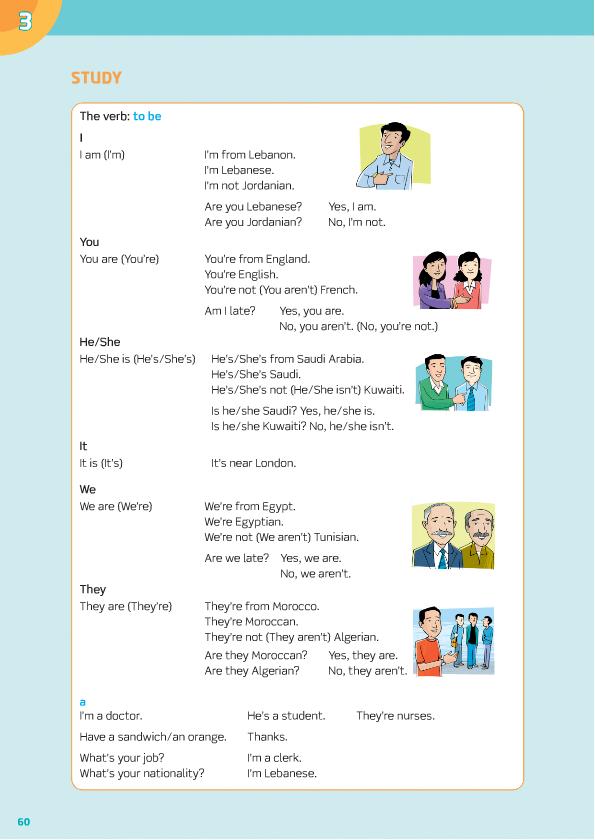 3
STUDY
The verb: to be
I
I am (I'm) I'm from Lebanon.
I'm Lebanese.
I'm not Jordanian.
Are you Lebanese? Yes, I am.
Are you Jordanian? No, I'm not.
You
You are (You're) You're from England.
You're English.
You're not (You aren't) French.
Am I late? Yes, you are.
No, you aren't. (No, you're not.)
He/She
He/She is (He's/She's) He's/She's from Saudi Arabia.
He's/She's Saudi.
He's/She's not (He/She isn't) Kuwaiti.
Is he/she Saudi? Yes, he/she is.
Is he/she Kuwaiti? No, he/she isn't.
It
It is (It's) It's near London.
We
We are (We're) We're from Egypt.
We're Egyptian.
We're not (We aren't) Tunisian.
Are we late? Yes, we are.
No, we aren't.
They
They are (They're) They're from Morocco.
They're Moroccan.
They're not (They aren't) Algerian.
Are they Moroccan? Yes, they are.
Are they Algerian? No, they aren't.
a
I'm a doctor. He's a student. They're nurses.
Have a sandwich/an orange. Thanks.
What's your job? I'm a clerk.
What's your nationality? I'm Lebanese.
60